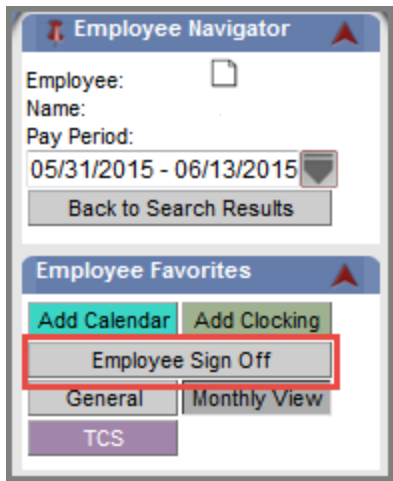 Employee Navigator
Employee:
Name:
Pay Period:
05/31/2015 - 06/13/2015
Back to Search Results
Employee Favorites
Add Calendar Add Clocking
Employee Sign Off
General Monthly View
TCS